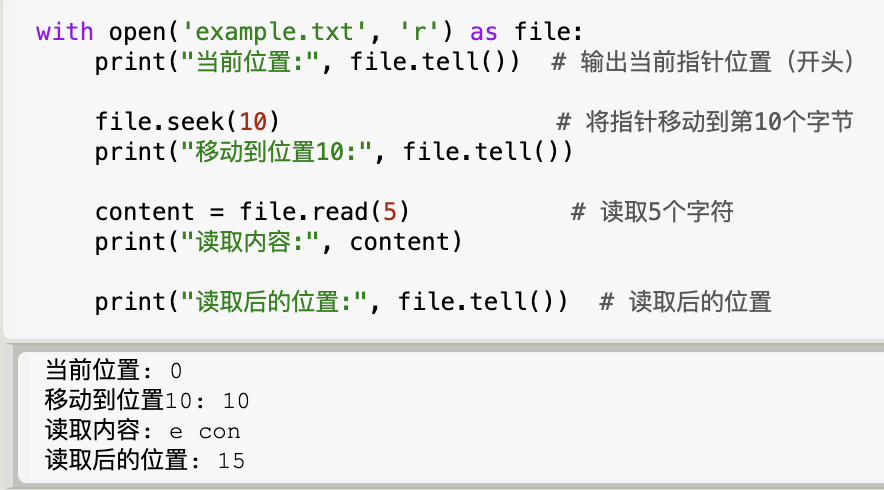 with open('example.txt', 'r') as file:
    print("当前位置:", file.tell())  # 输出当前指针位置（开头）
    file.seek(10)                   # 将指针移动到第10个字节
    print("移动到位置10:", file.tell())
    content = file.read(5)           # 读取5个字符
    print("读取内容:", content)
    print("读取后的位置:", file.tell())  # 读取后的位置
当前位置: 0
移动到位置10: 10
读取内容: e con
读取后的位置: 15